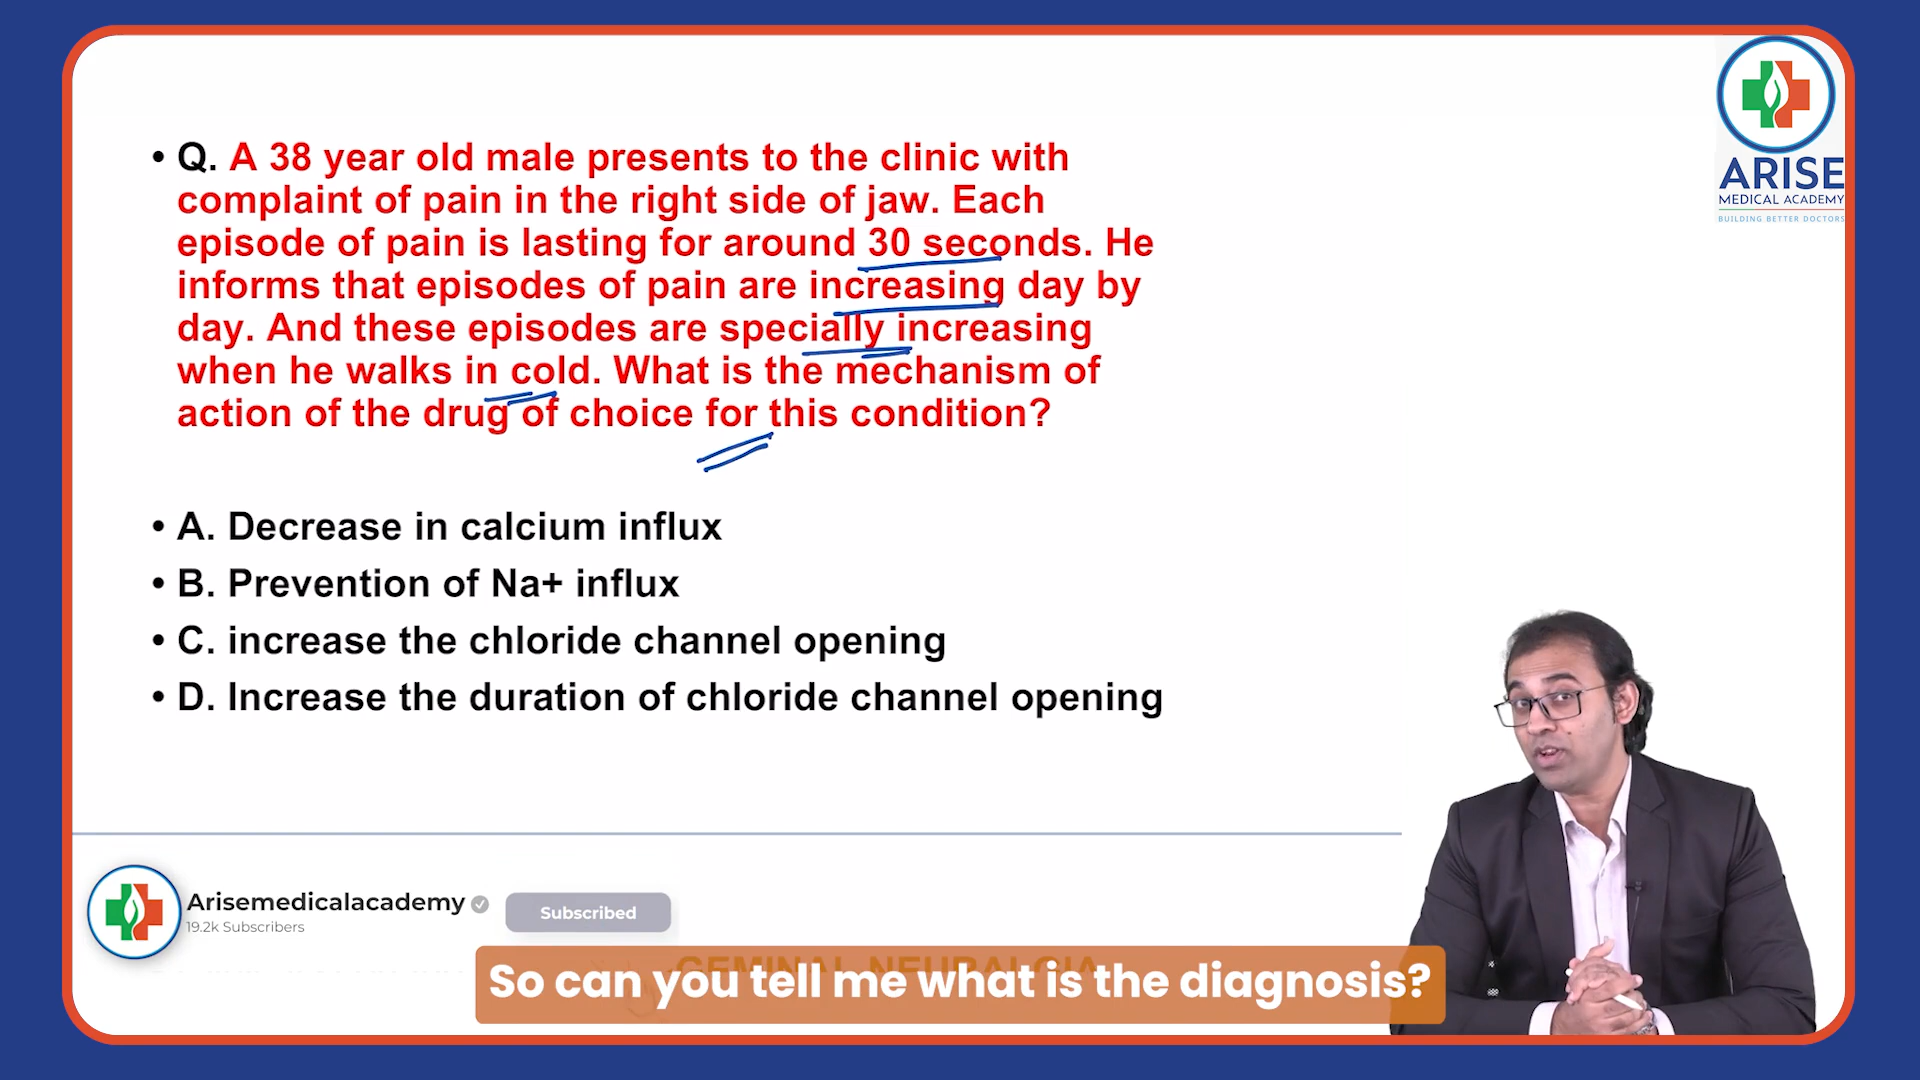 • Q. A 38 year old male presents to the clinic with
complaint of pain in the right side of jaw. Each
episode of pain is lasting for around 30 seconds. He
informs that episodes of pain are increasing day by
day. And these episodes are specially increasing
when he walks in cold. What is the mechanism of
action of the drug of choice for this condition?
• A. Decrease in calcium influx
• B. Prevention of Na+ influx
• C. increase the chloride channel opening
• D. Increase the duration of chloride channel opening
ARISE
MEDICAL ACADEMY
BUILDING BETTER DOCTORS
Arisemedicalacademy
19.2k Subscribers
Subscribed
So can you tell me what is the diagnosis?